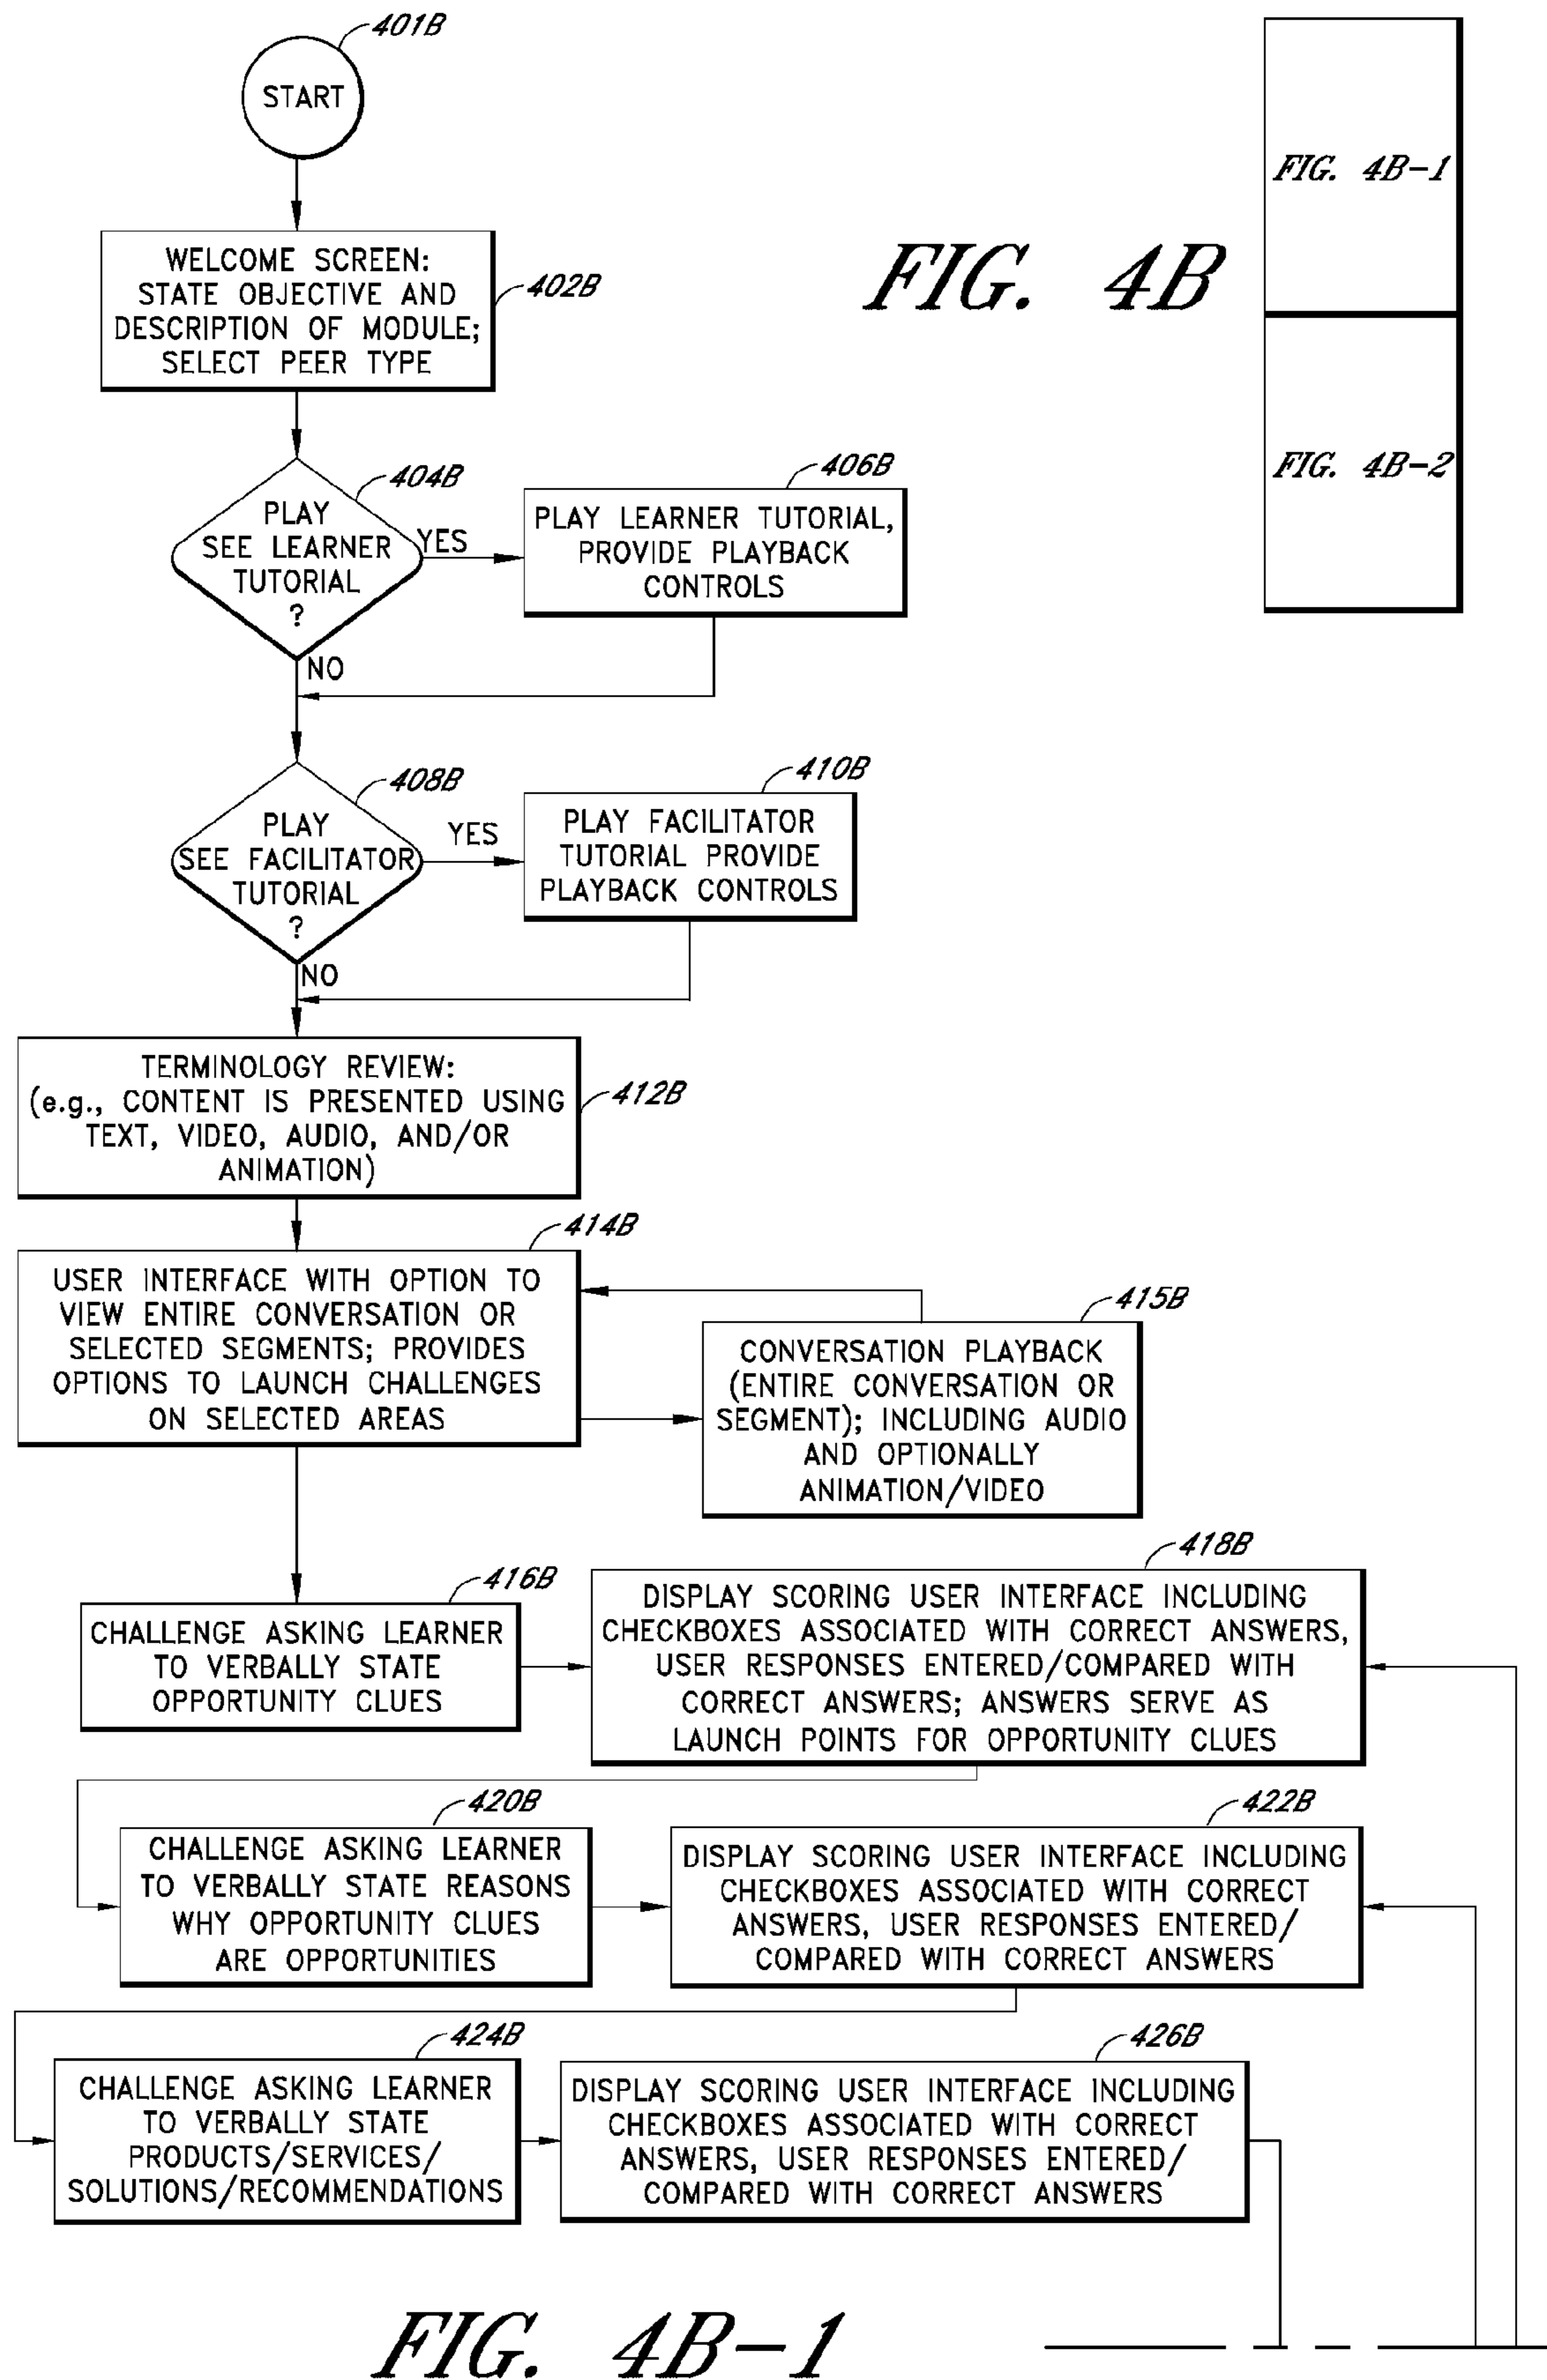 401B
START
WELCOME SCREEN:
STATE OBJECTIVE AND
DESCRIPTION OF MODULE;
SELECT PEER TYPE
402B
FIG. 4B
FIG. 4B-1
FIG. 4B-2
404B
PLAY
SEE LEARNER
TUTORIAL
?
YES
NO
406B
PLAY LEARNER TUTORIAL,
PROVIDE PLAYBACK
CONTROLS
408B
PLAY
SEE FACILITATOR
TUTORIAL
?
YES
NO
410B
PLAY FACILITATOR
TUTORIAL PROVIDE
PLAYBACK CONTROLS
TERMINOLOGY REVIEW:
(e.g., CONTENT IS PRESENTED USING
TEXT, VIDEO, AUDIO, AND/OR
ANIMATION)
412B
414B
USER INTERFACE WITH OPTION TO
VIEW ENTIRE CONVERSATION OR
SELECTED SEGMENTS; PROVIDES
OPTIONS TO LAUNCH CHALLENGES
ON SELECTED AREAS
415B
CONVERSATION PLAYBACK
(ENTIRE CONVERSATION OR
SEGMENT); INCLUDING AUDIO
AND OPTIONALLY
ANIMATION/VIDEO
416B
CHALLENGE ASKING LEARNER
TO VERBALLY STATE
OPPORTUNITY CLUES
418B
DISPLAY SCORING USER INTERFACE INCLUDING
CHECKBOXES ASSOCIATED WITH CORRECT ANSWERS,
USER RESPONSES ENTERED/COMPARED WITH
CORRECT ANSWERS; ANSWERS SERVE AS
LAUNCH POINTS FOR OPPORTUNITY CLUES
420B
CHALLENGE ASKING LEARNER
TO VERBALLY STATE REASONS
WHY OPPORTUNITY CLUES
ARE OPPORTUNITIES
422B
DISPLAY SCORING USER INTERFACE INCLUDING
CHECKBOXES ASSOCIATED WITH CORRECT
ANSWERS, USER RESPONSES ENTERED/
COMPARED WITH CORRECT ANSWERS
424B
CHALLENGE ASKING LEARNER
TO VERBALLY STATE
PRODUCTS/SERVICES/
SOLUTIONS/RECOMMENDATIONS
426B
DISPLAY SCORING USER INTERFACE INCLUDING
CHECKBOXES ASSOCIATED WITH CORRECT
ANSWERS, USER RESPONSES ENTERED/
COMPARED WITH CORRECT ANSWERS
FIG. 4B-1